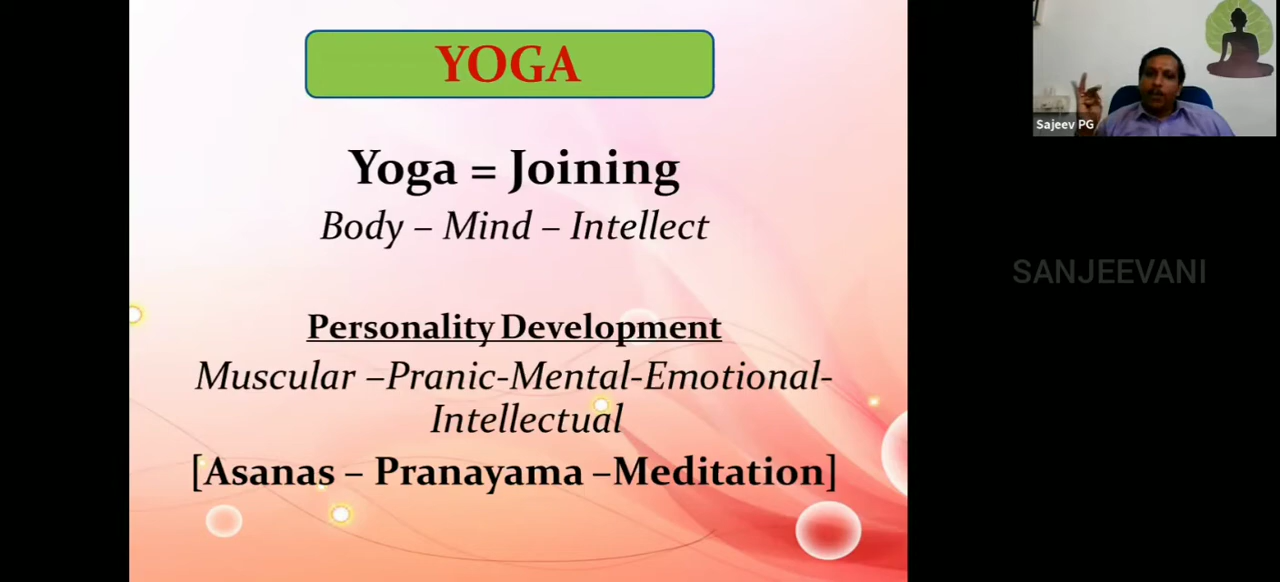 YOGA
Yoga = Joining
Body – Mind – Intellect
Personality Development
Muscular –Pranic-Mental-Emotional-
Intellectual
[Asanas – Pranayama –Meditation]
Sajeev PG
SANJEEVANI